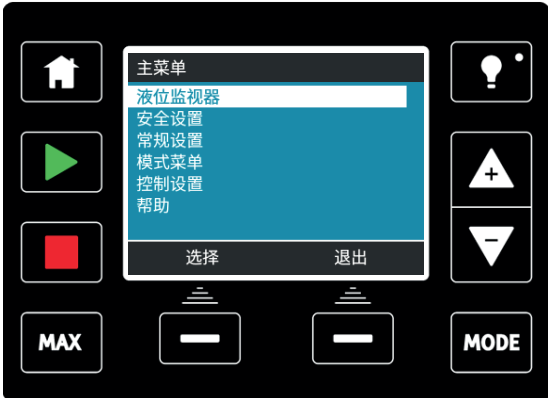 主菜单
液位监视器
安全设置
常规设置
模式菜单
控制设置
帮助
选择 退出
MAX MODE